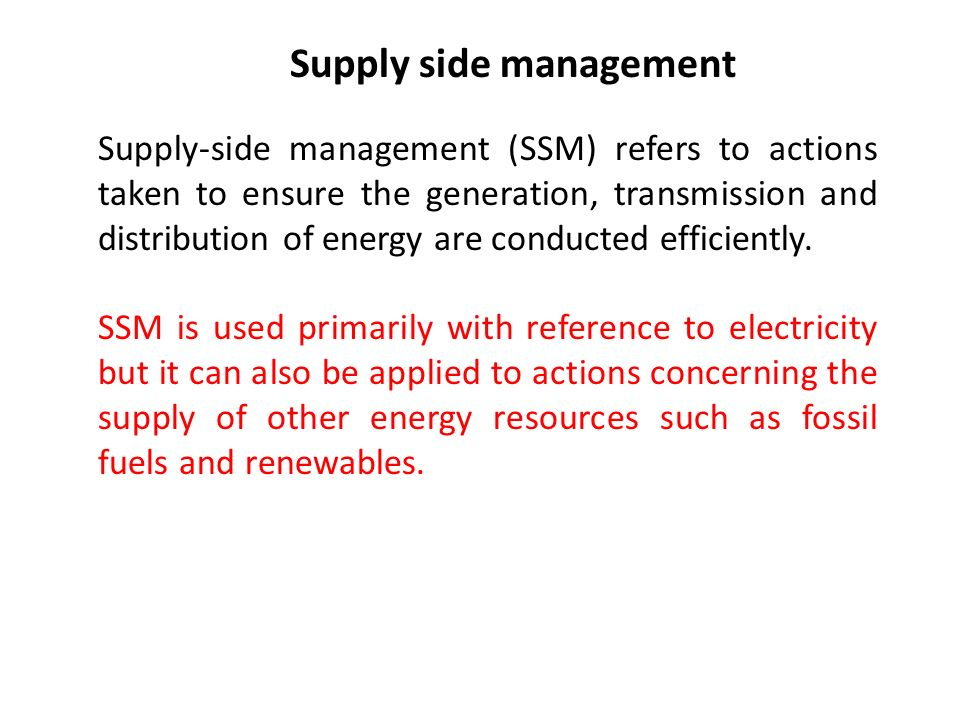 Supply side management
Supply-side management (SSM) refers to actions
taken to ensure the generation, transmission and
distribution of energy are conducted efficiently.
SSM is used primarily with reference to electricity
but it can also be applied to actions concerning the
supply of other energy resources such as fossil
fuels and renewables.